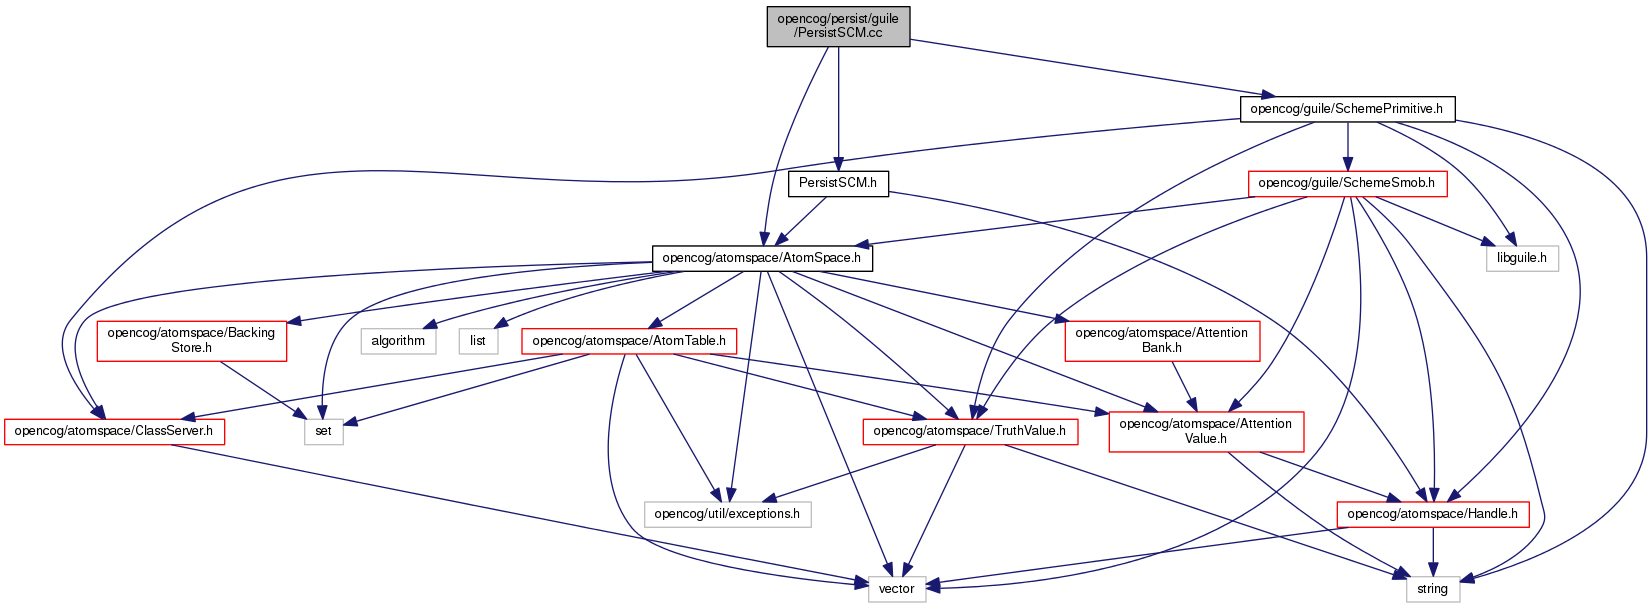 opencog/persist/guile
/PersistSCM.cc
opencog/guile/SchemePrimitive.h
PersistSCM.h
opencog/guile/SchemeSmob.h
opencog/atomspace/AtomSpace.h
libguile.h
opencog/atomspace/Backing
Store.h
algorithm
list
opencog/atomspace/AtomTable.h
opencog/atomspace/Attention
Bank.h
opencog/atomspace/ClassServer.h
set
opencog/atomspace/TruthValue.h
opencog/atomspace/Attention
Value.h
opencog/util/exceptions.h
opencog/atomspace/Handle.h
vector
string